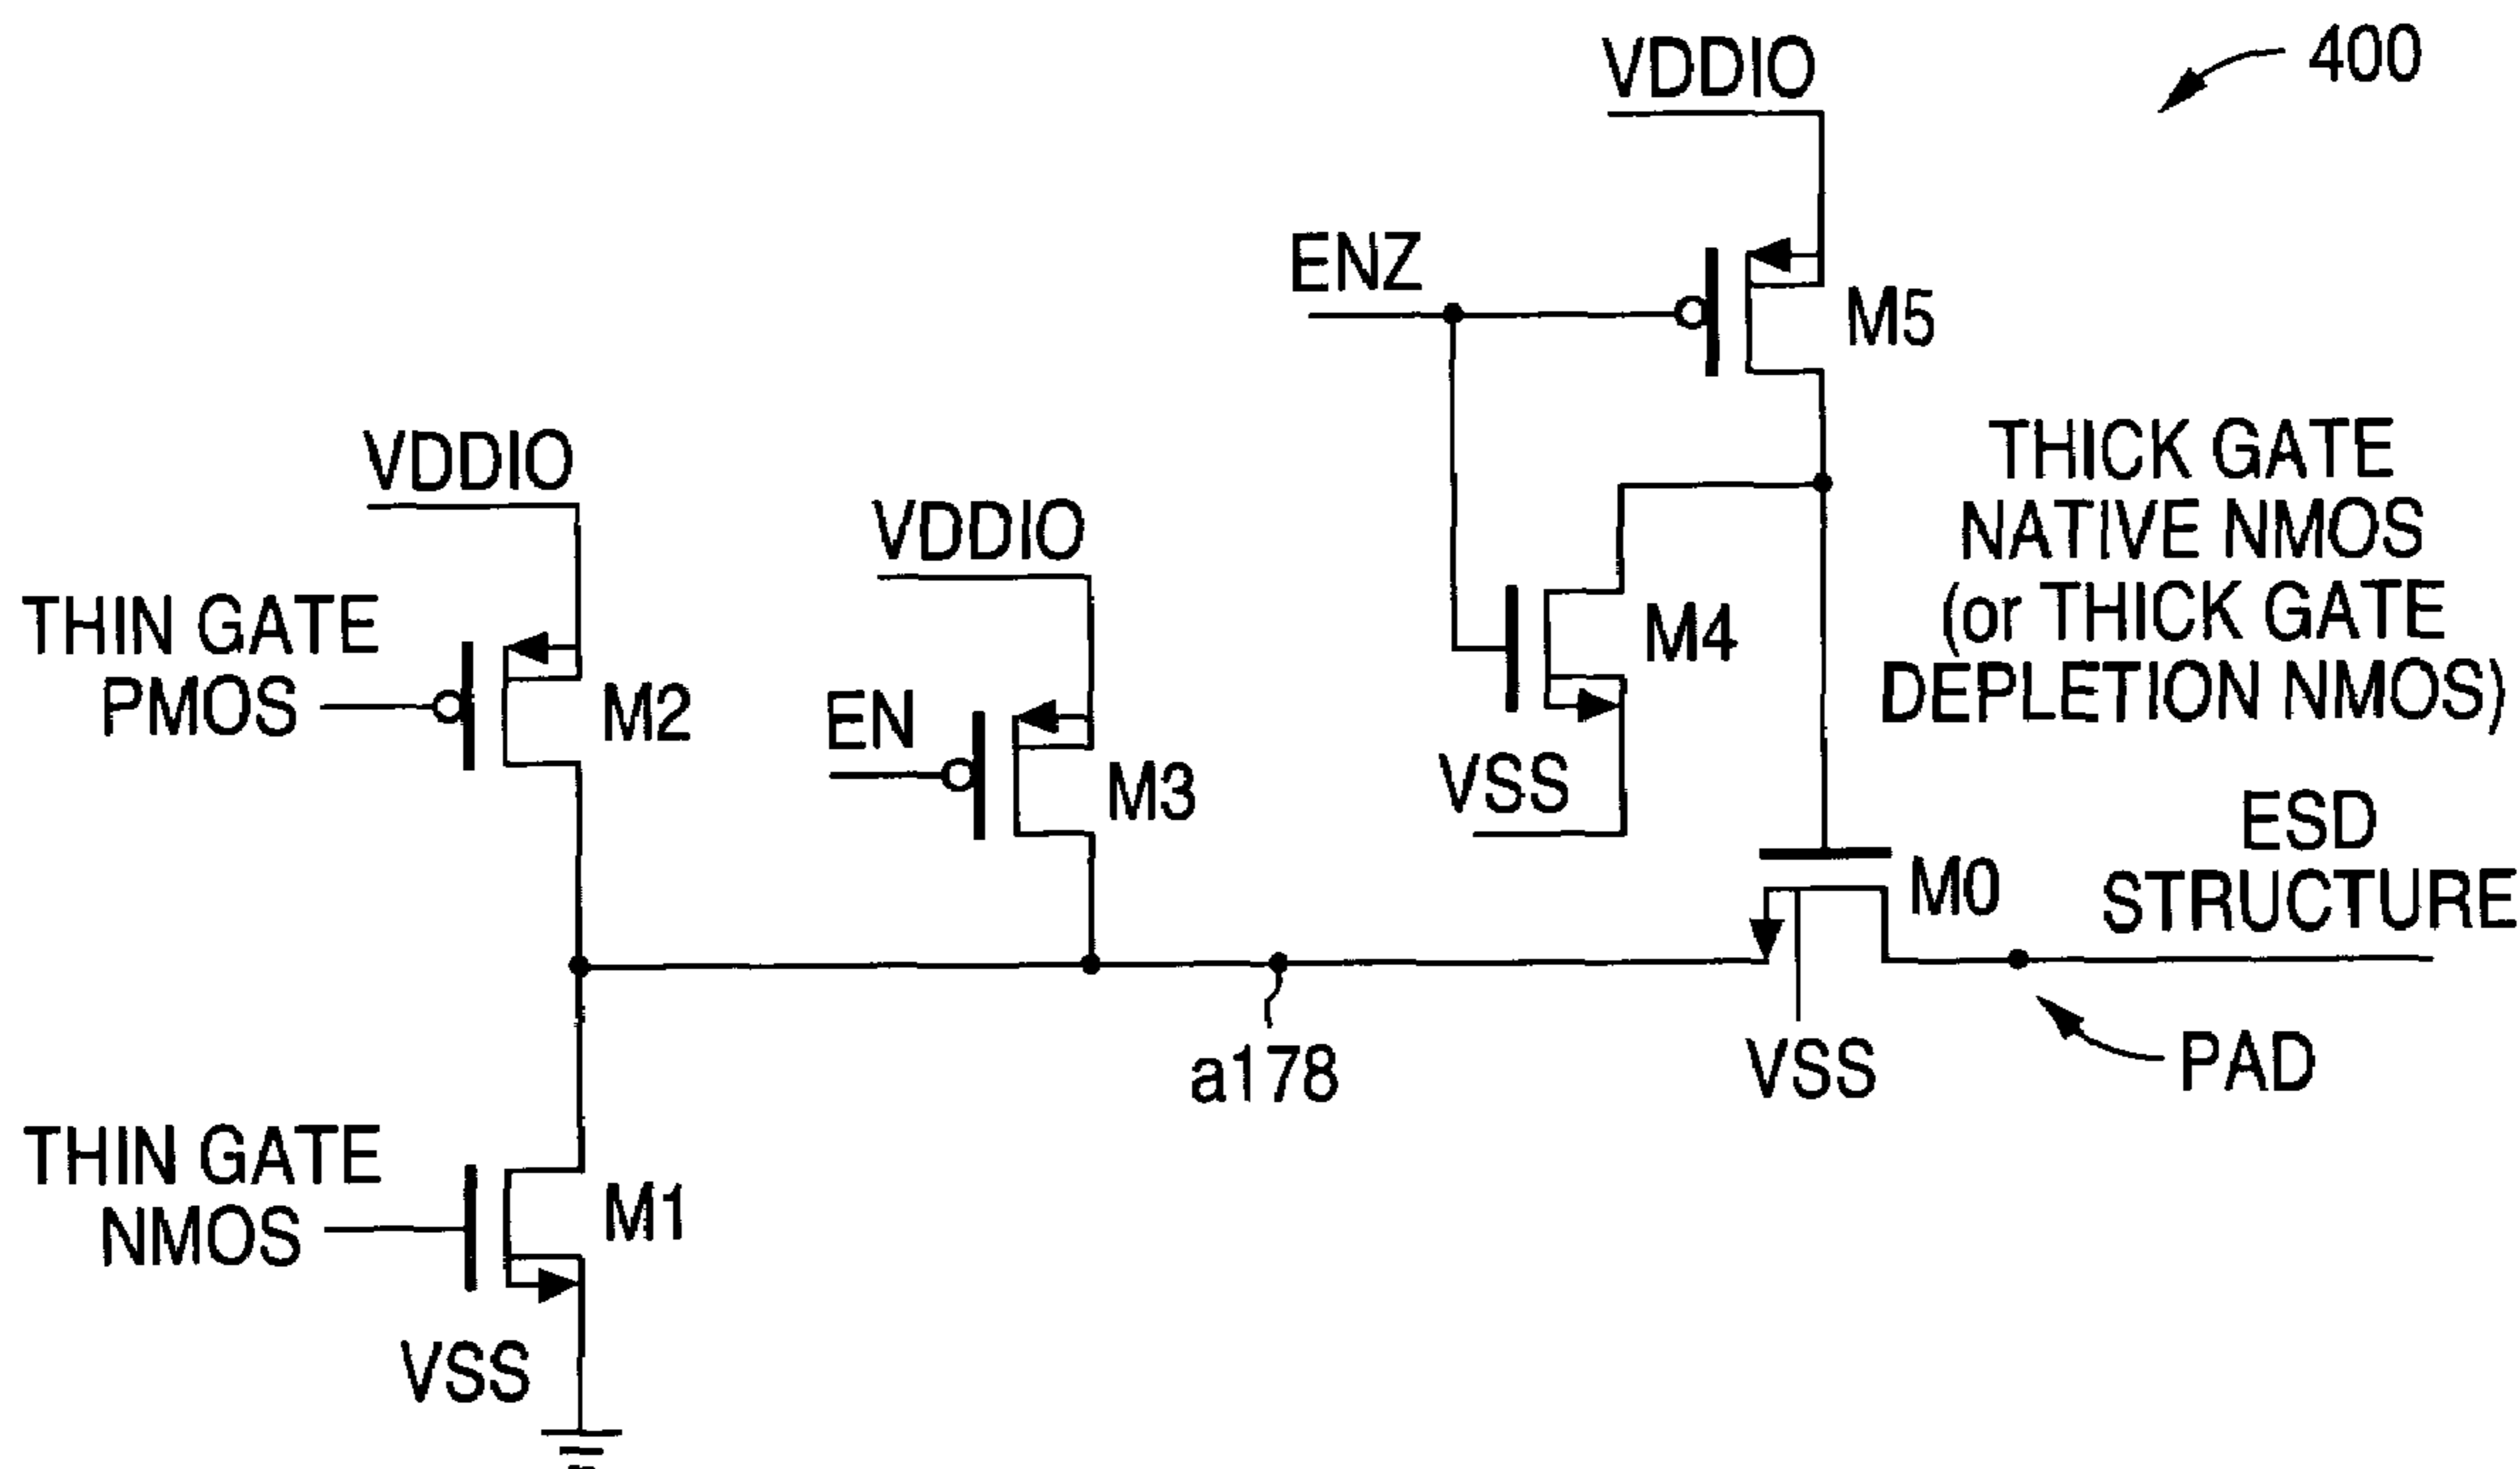 400
VDDIO
ENZ
M5
VDDIO
VDDIO
THICK GATE
NATIVE NMOS
(or THICK GATE
DEPLETION NMOS)
THIN GATE
PMOS
M2
EN
M3
M4
VSS
M0
ESD
STRUCTURE
a178
VSS
PAD
THIN GATE
NMOS
M1
VSS